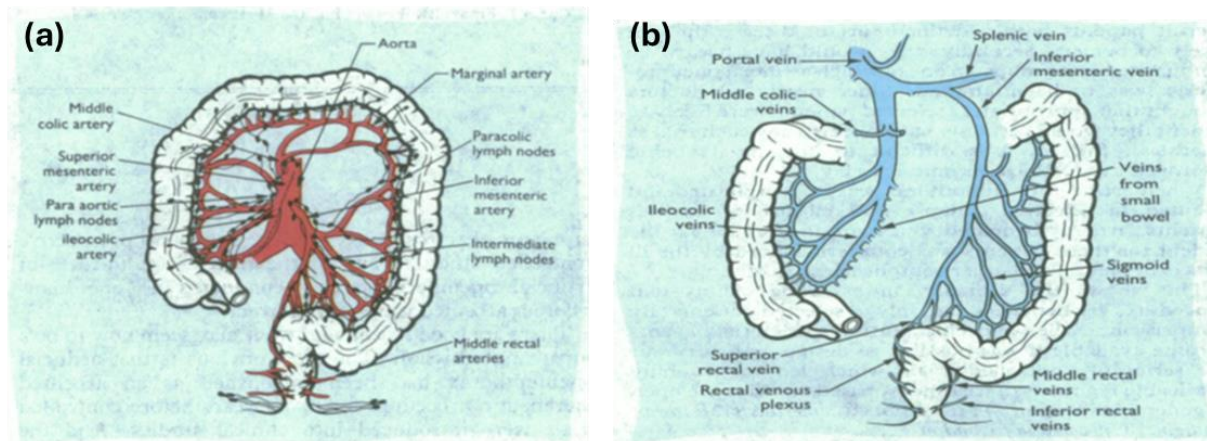 (a)
Aorta
Marginal artery
Middle
colic artery
Paracolic
lymph nodes
Superior
mesenteric
artery
Inferior
mesenteric
artery
Para aortic
lymph nodes
ileocolic
artery
Intermediate
lymph nodes
Middle rectal
arteries
(b)
Splenic vein
Portal vein
Inferior
mesenteric vein
Middle colic
veins
Veins
from
small
bowel
Ileocolic
veins
Sigmoid
veins
Superior
rectal vein
Rectal venous
plexus
Middle rectal
veins
Inferior rectal
veins